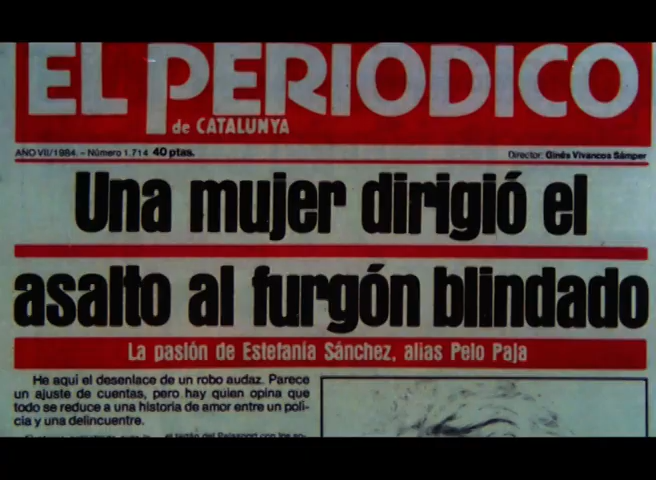 EL PERIODICO
de CATALUNYA
AÑO VII/1984. - Número 1.714 40 ptas.
Director: Ginés Vivancos Sámper
Una mujer dirigió el
asalto al furgón blindado
La pasión de Estefanía Sánchez, alias Pelo Paja
He aquí el desenlace de un robo audaz. Parece
un ajuste de cuentas, pero hay quien opina que
todo se reduce a una historia de amor entre un poli-
cía y una delincuente.